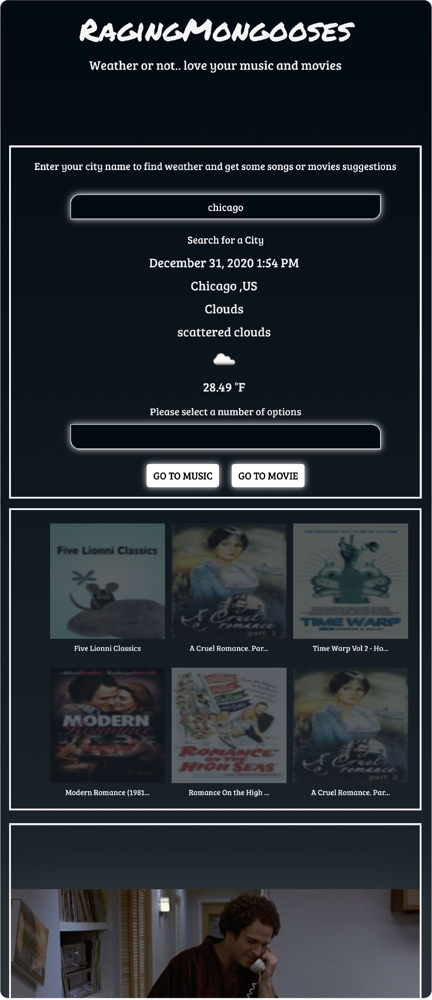 RagingMongooses
Weather or not.. love your music and movies
Enter your city name to find weather and get some songs or movies suggestions
chicago
Search for a City
December 31, 2020 1:54 PM
Chicago ,US
Clouds
scattered clouds
28.49 °F
Please select a number of options
GO TO MUSIC GO TO MOVIE
Five Lionni Classics
A Cruel
romance
part 1
TIME WARP
Five Lionni Classics A Cruel Romance. Par... Time Warp Vol 2 - Ho...
MODERN
Romance
ROMANCE
ON THE
HIGH SEAS
A Cruel
romance
part 2
Modern Romance (1981... Romance On the High ... A Cruel Romance. Par...